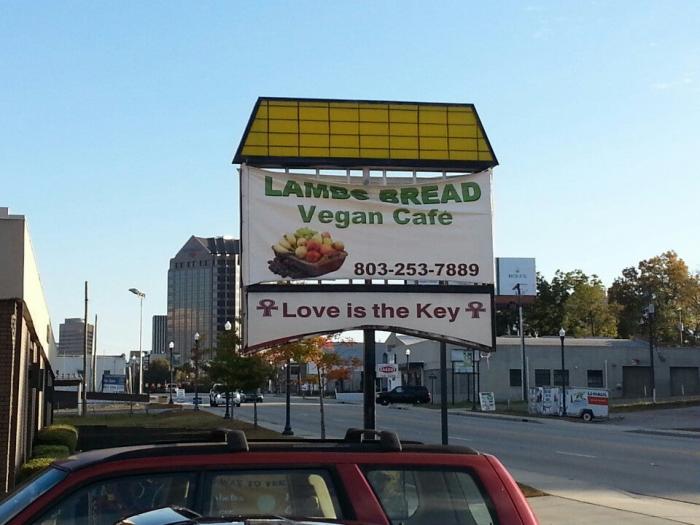 LAMBS BREAD
Vegan Cafe
803-253-7889
Love is the Key